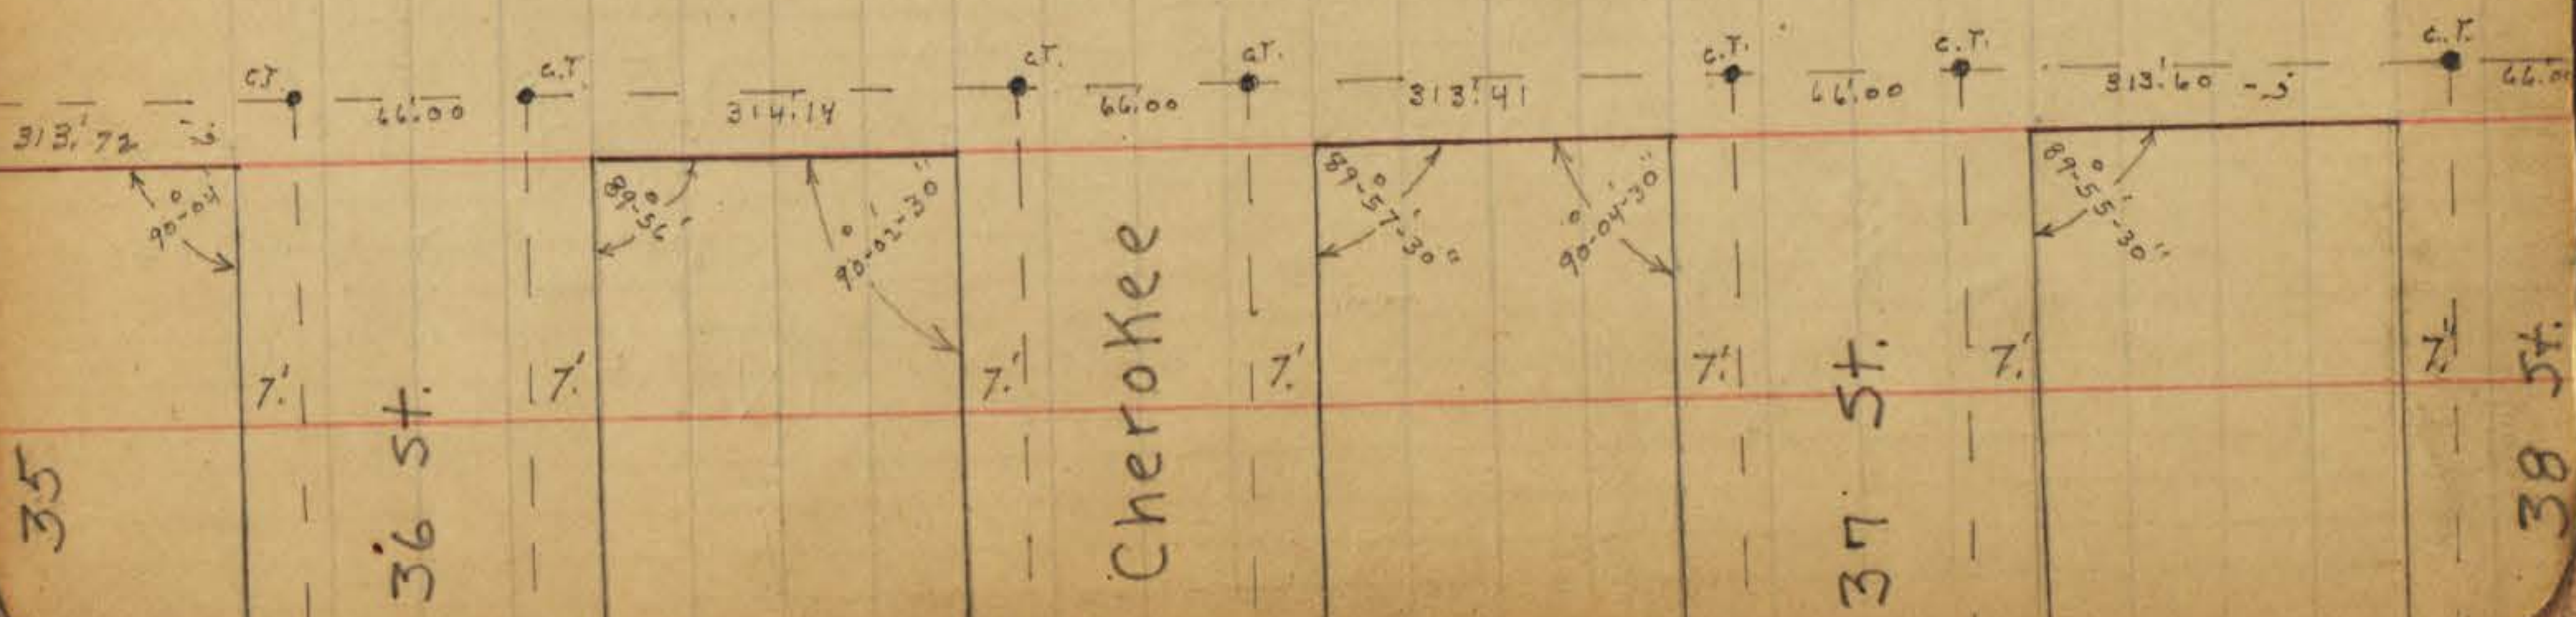 C.T. C.T. C.T. C.T. C.T. C.T. C.T.
313.'72 66.'00 314.'14 66.'00 313.'41 66.'00 313.'60 66.'00
90°-04' 89°-56' 90°-02'-30" 89°-57'-30" 90°-04'-30" 89°-55'-30"
7.' 7.' 7.' 7.' 7.' 7.' 7.'
35 36 St. Cherokee 37 St. 38 St.